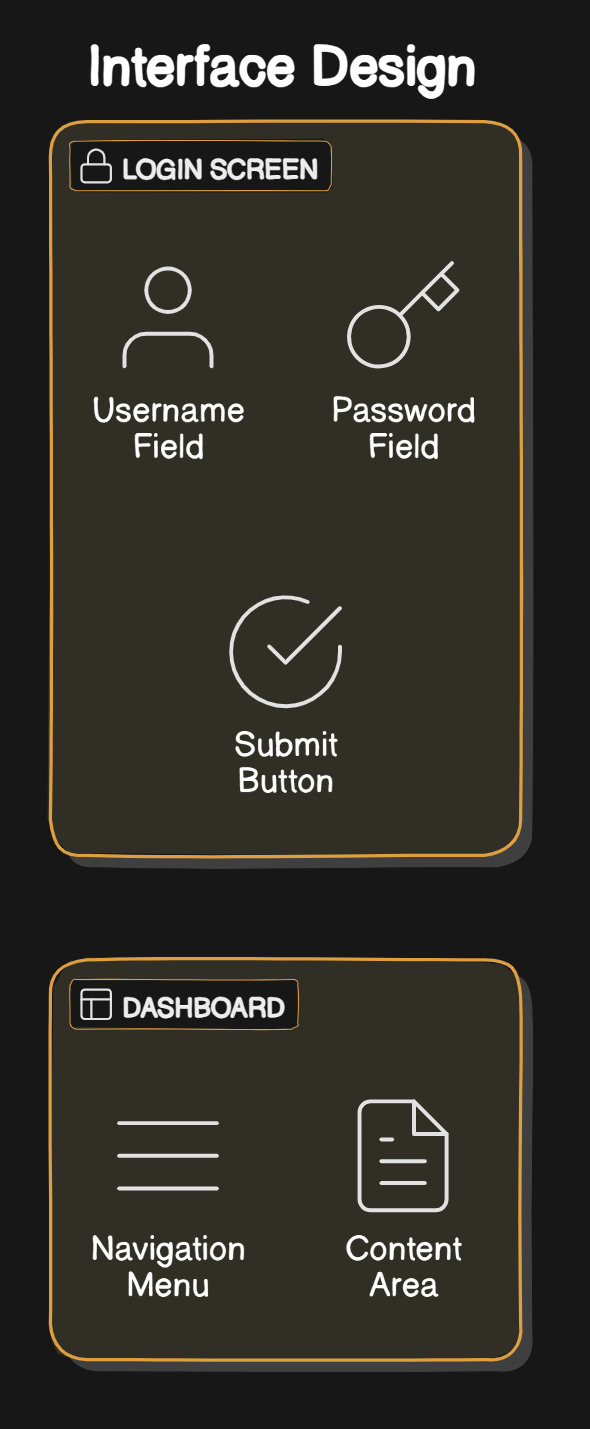 Interface Design
LOGIN SCREEN
Username
Field
Password
Field
Submit
Button
DASHBOARD
Navigation
Menu
Content
Area